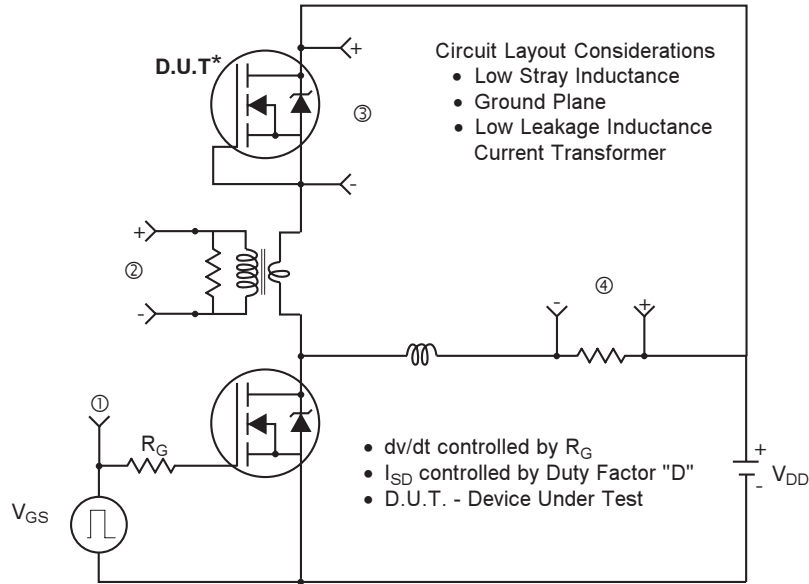 D.U.T*
+
③
-
Circuit Layout Considerations
• Low Stray Inductance
• Ground Plane
• Low Leakage Inductance
Current Transformer
+
②
-
-
④
+
①
R_G
V_GS
• dv/dt controlled by R_G
• I_SD controlled by Duty Factor "D"
• D.U.T. - Device Under Test
+
-
V_DD